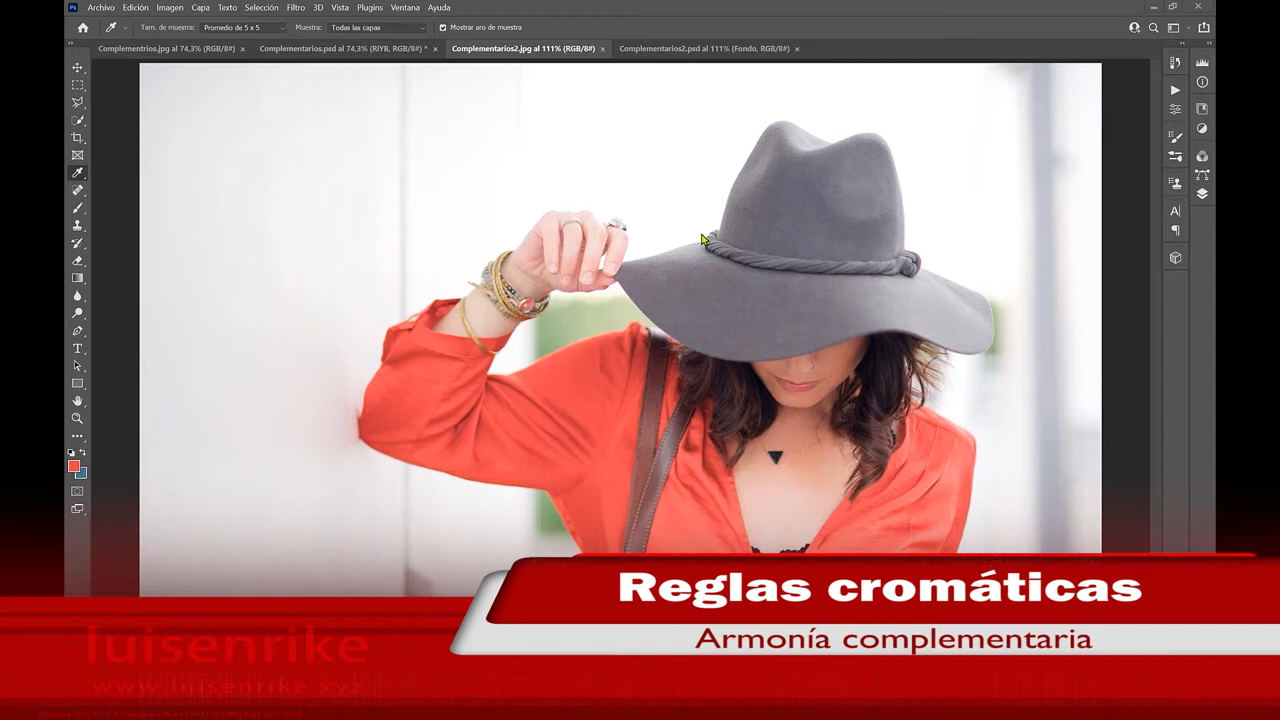 Archivo Edición Imagen Capa Texto Selección Filtro 3D Vista Plugins Ventana Ayuda
Tam. de muestra: Promedio de 5 x 5 Muestra: Todas las capas Mostrar aro de muestreo
Complementrios.jpg al 74,3% (RGB/8#) × Complementarios.psd al 74,3% (RYB, RGB/8#) * × Complementarios2.jpg al 111% (RGB/8#) × Complementarios2.psd al 111% (Fondo, RGB/8#) ×
Reglas cromáticas
Armonía complementaria
luisenrike
www.luisenrike.xyz